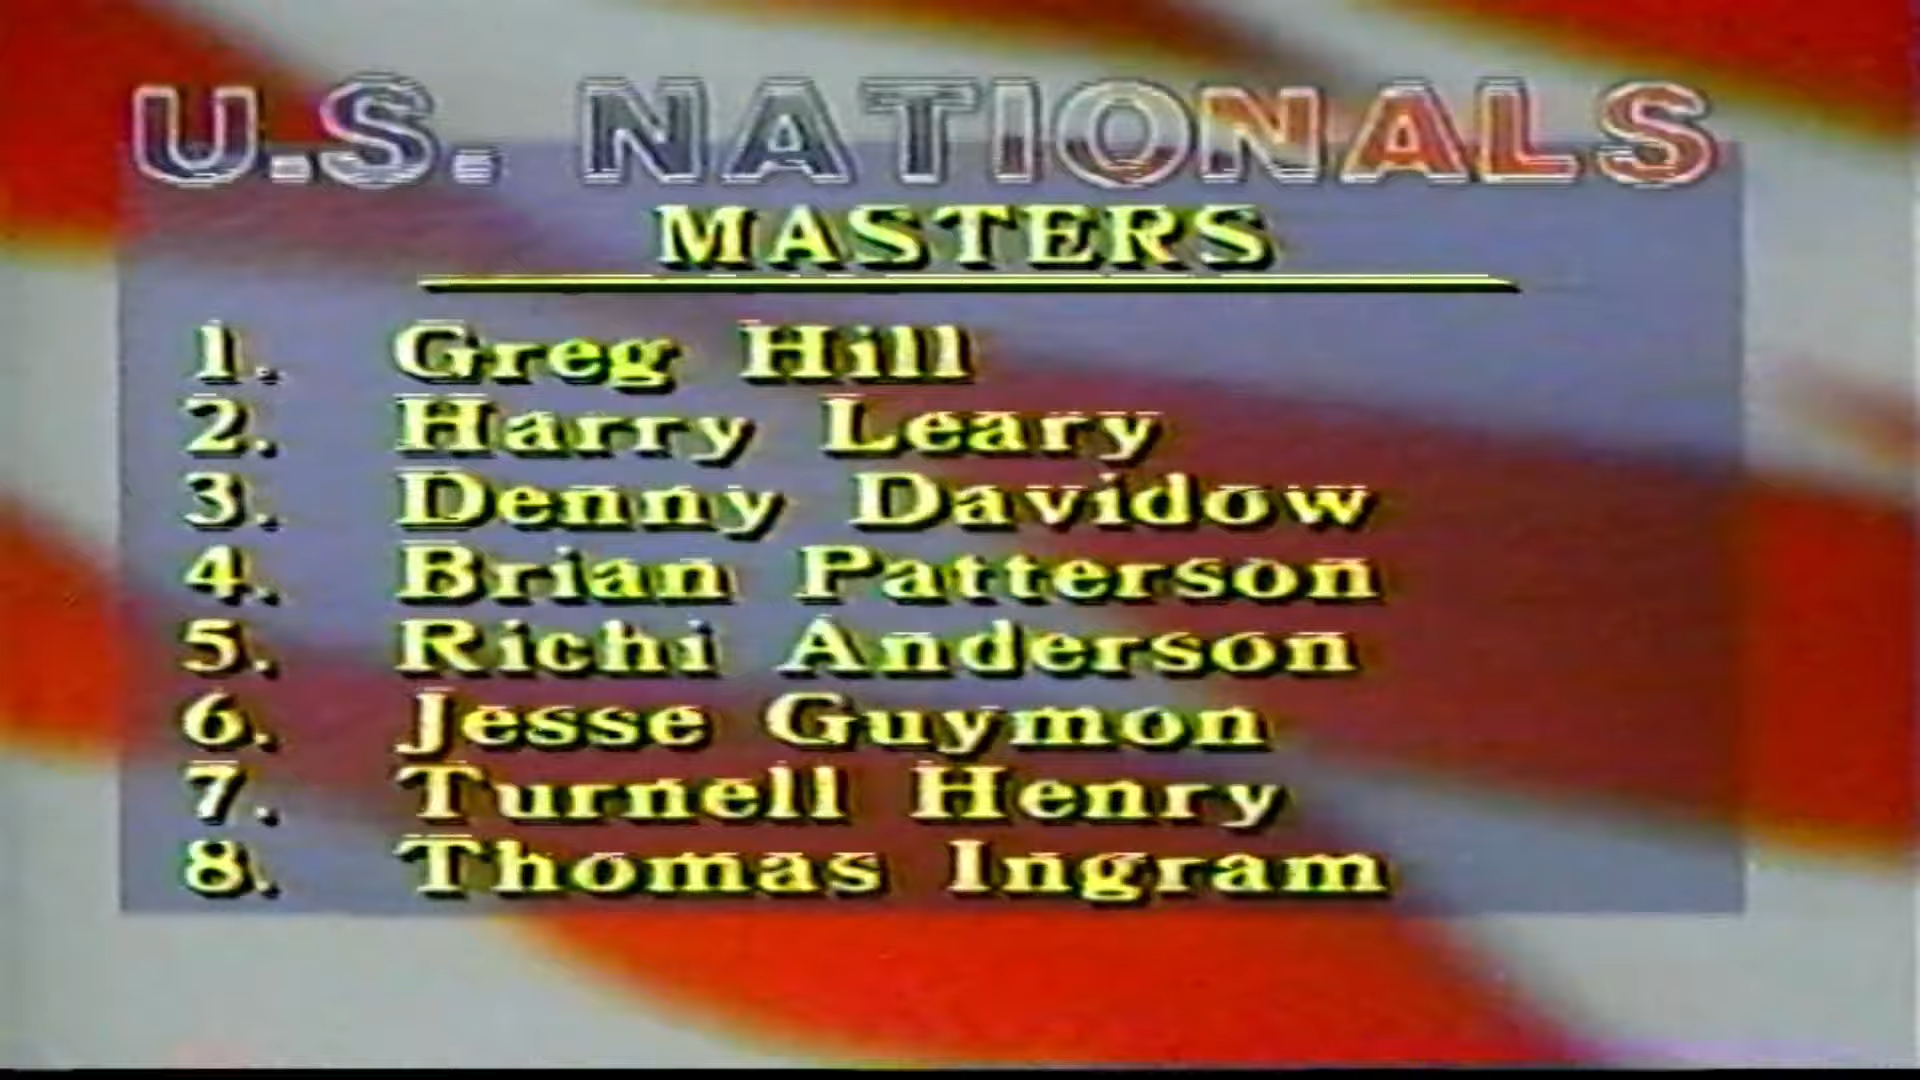 U.S. NATIONALS
MASTERS
1. Greg Hill
2. Harry Leary
3. Denny Davidow
4. Brian Patterson
5. Richi Anderson
6. Jesse Guymon
7. Turnell Henry
8. Thomas Ingram